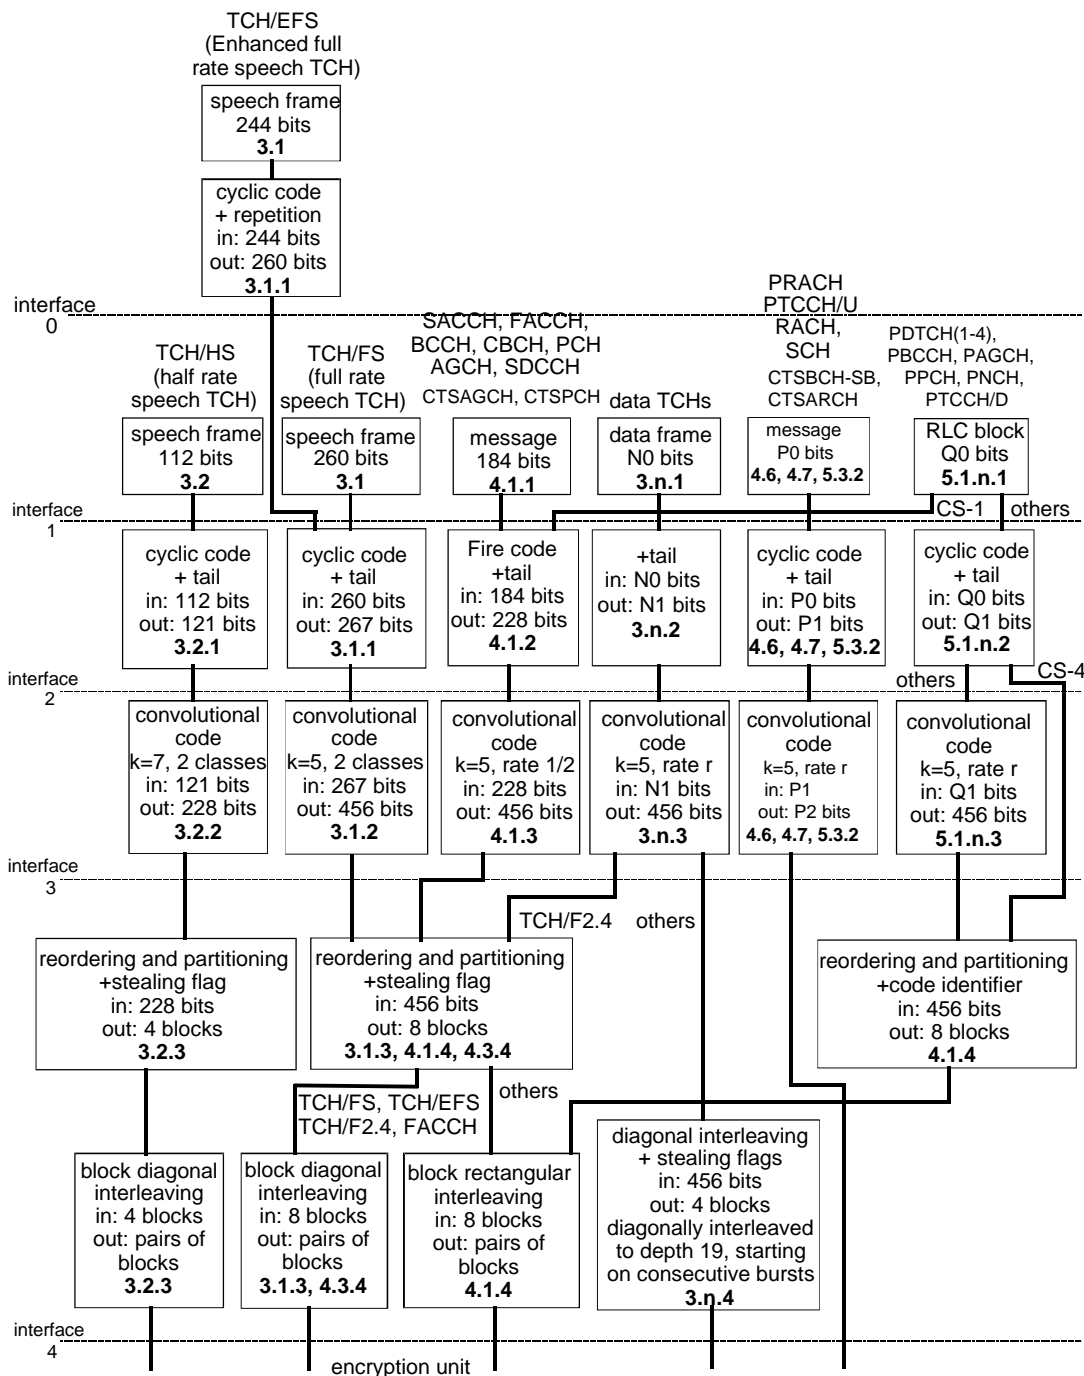 TCH/EFS
(Enhanced full
rate speech TCH)
speech frame
244 bits
3.1
cyclic code
+ repetition
in: 244 bits
out: 260 bits
3.1.1
interface
0
TCH/HS
(half rate
speech TCH)
TCH/FS
(full rate
speech TCH)
SACCH, FACCH,
BCCH, CBCH, PCH
AGCH, SDCCH
CTSAGCH, CTSPCH
data TCHs
PRACH
PTCCH/U
RACH,
SCH
CTSBCH-SB,
CTSARCH
PDTCH(1-4),
PBCCH, PAGCH,
PPCH, PNCH,
PTCCH/D
speech frame
112 bits
3.2
speech frame
260 bits
3.1
message
184 bits
4.1.1
data frame
N0 bits
3.n.1
message
P0 bits
4.6, 4.7, 5.3.2
RLC block
Q0 bits
5.1.n.1
interface
1
CS-1
others
cyclic code
+ tail
in: 112 bits
out: 121 bits
3.2.1
cyclic code
+ tail
in: 260 bits
out: 267 bits
3.1.1
Fire code
+tail
in: 184 bits
out: 228 bits
4.1.2
+tail
in: N0 bits
out: N1 bits
3.n.2
cyclic code
+ tail
in: P0 bits
out: P1 bits
4.6, 4.7, 5.3.2
cyclic code
+ tail
in: Q0 bits
out: Q1 bits
5.1.n.2
interface
2
others
CS-4
convolutional
code
k=7, 2 classes
in: 121 bits
out: 228 bits
3.2.2
convolutional
code
k=5, 2 classes
in: 267 bits
out: 456 bits
3.1.2
convolutional
code
k=5, rate 1/2
in: 228 bits
out: 456 bits
4.1.3
convolutional
code
k=5, rate r
in: N1 bits
out: 456 bits
3.n.3
convolutional
code
k=5, rate r
in: P1
out: P2 bits
4.6, 4.7, 5.3.2
convolutional
code
k=5, rate r
in: Q1 bits
out: 456 bits
5.1.n.3
interface
3
TCH/F2.4
others
reordering and partitioning
+stealing flag
in: 228 bits
out: 4 blocks
3.2.3
reordering and partitioning
+stealing flag
in: 456 bits
out: 8 blocks
3.1.3, 4.1.4, 4.3.4
reordering and partitioning
+code identifier
in: 456 bits
out: 8 blocks
4.1.4
TCH/FS, TCH/EFS
TCH/F2.4, FACCH
others
block diagonal
interleaving
in: 4 blocks
out: pairs of
blocks
3.2.3
block diagonal
interleaving
in: 8 blocks
out: pairs of
blocks
3.1.3, 4.3.4
block rectangular
interleaving
in: 8 blocks
out: pairs of
blocks
4.1.4
diagonal interleaving
+ stealing flags
in: 456 bits
out: 4 blocks
diagonally interleaved
to depth 19, starting
on consecutive bursts
3.n.4
interface
4
encryption unit